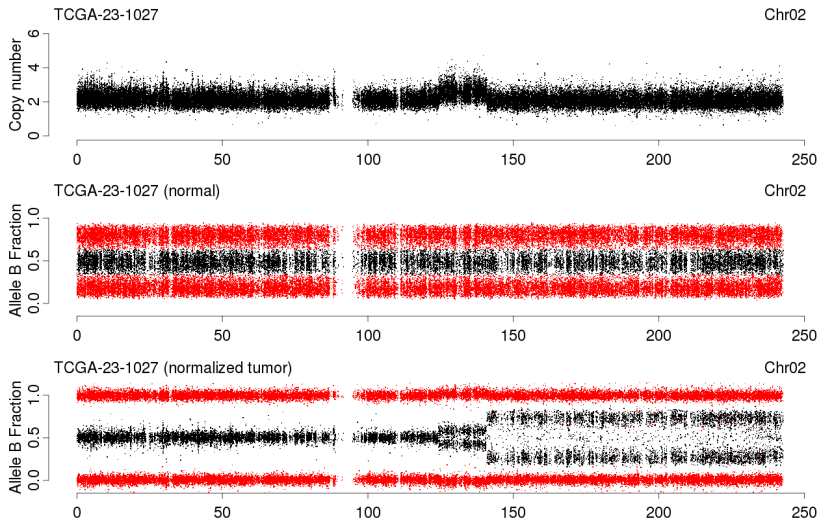 TCGA-23-1027 Chr02
Copy number
6
4
2
0
0 50 100 150 200 250
TCGA-23-1027 (normal) Chr02
Allele B Fraction
1.0
0.5
0.0
0 50 100 150 200 250
TCGA-23-1027 (normalized tumor) Chr02
Allele B Fraction
1.0
0.5
0.0
0 50 100 150 200 250